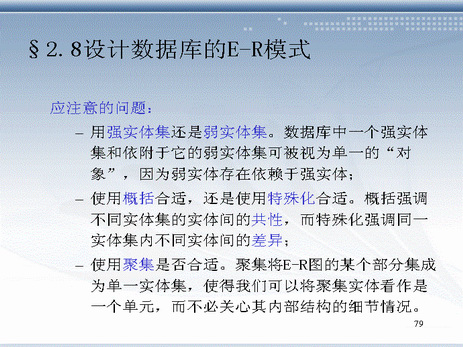 §2.8设计数据库的E-R模式
应注意的问题:
– 用强实体集还是弱实体集。数据库中一个强实体
集和依附于它的弱实体集可被视为单一的“对
象”，因为弱实体存在依赖于强实体;
– 使用概括合适，还是使用特殊化合适。概括强调
不同实体集的实体间的共性，而特殊化强调同一
实体集内不同实体间的差异;
– 使用聚集是否合适。聚集将E-R图的某个部分集成
为单一实体集，使得我们可以将聚集实体看作是
一个单元，而不必关心其内部结构的细节情况。
79